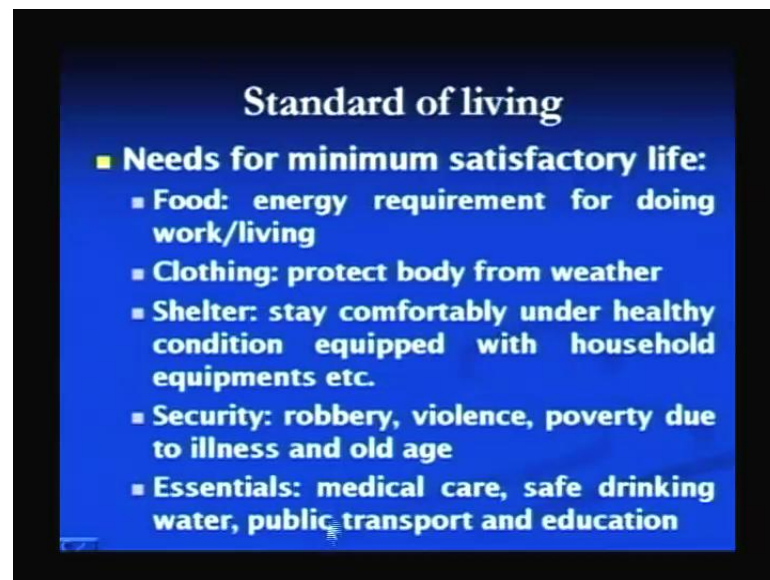 Standard of living
Needs for minimum satisfactory life:
Food: energy requirement for doing
work/living
Clothing: protect body from weather
Shelter: stay comfortably under healthy
condition equipped with household
equipments etc.
Security: robbery, violence, poverty due
to illness and old age
Essentials: medical care, safe drinking
water, public transport and education